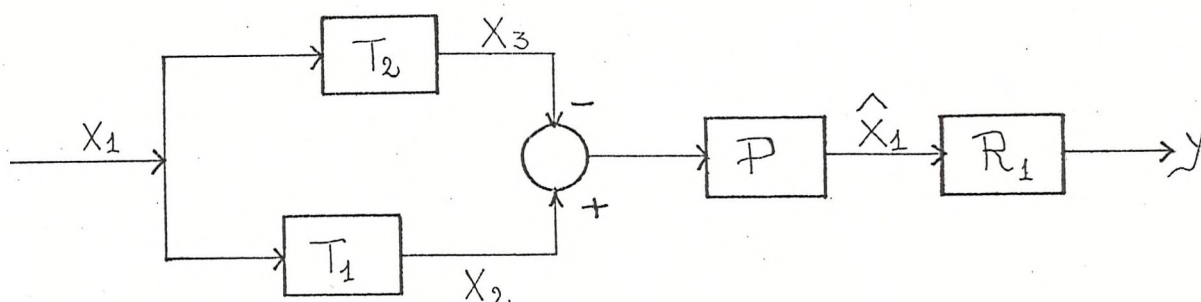 X₁
T₂
X₃
-
+
T₁
X₂
P
X̂₁
R₁
y